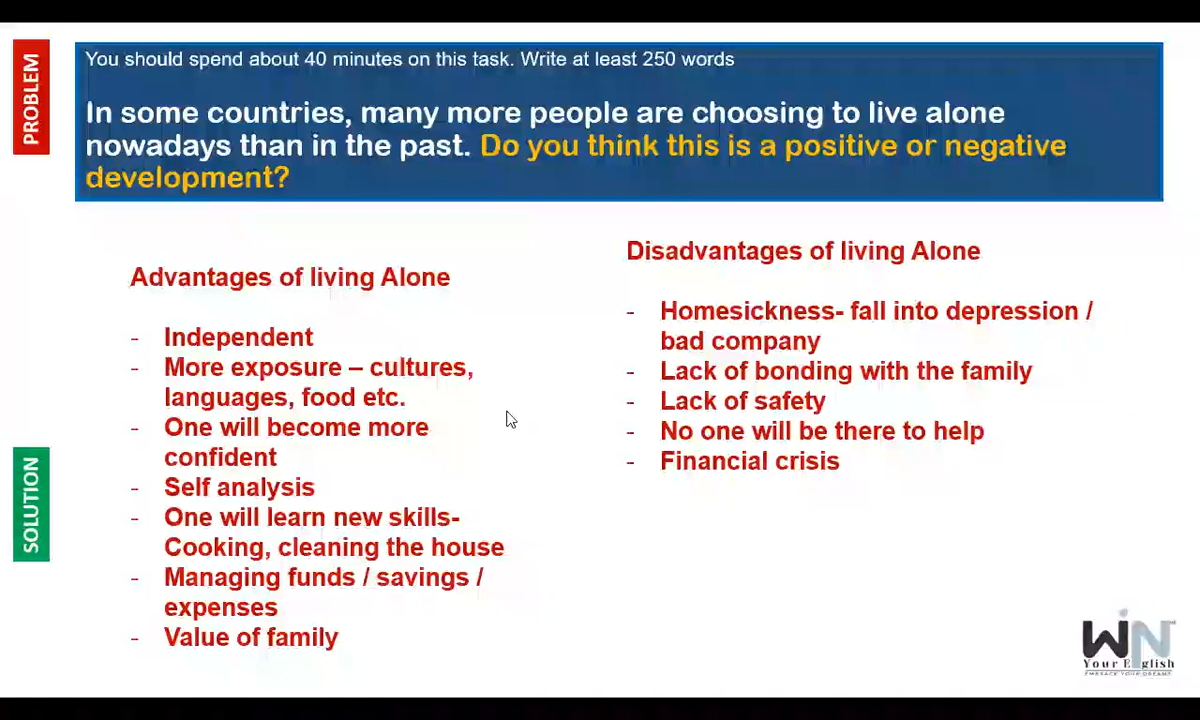 PROBLEM
You should spend about 40 minutes on this task. Write at least 250 words
In some countries, many more people are choosing to live alone
nowadays than in the past. Do you think this is a positive or negative
development?
Advantages of living Alone
- Independent
- More exposure – cultures,
languages, food etc.
- One will become more
confident
- Self analysis
- One will learn new skills-
Cooking, cleaning the house
- Managing funds / savings /
expenses
- Value of family
Disadvantages of living Alone
- Homesickness- fall into depression /
bad company
- Lack of bonding with the family
- Lack of safety
- No one will be there to help
- Financial crisis
SOLUTION
WiN
Your English
EMBRACE YOUR DREAMS